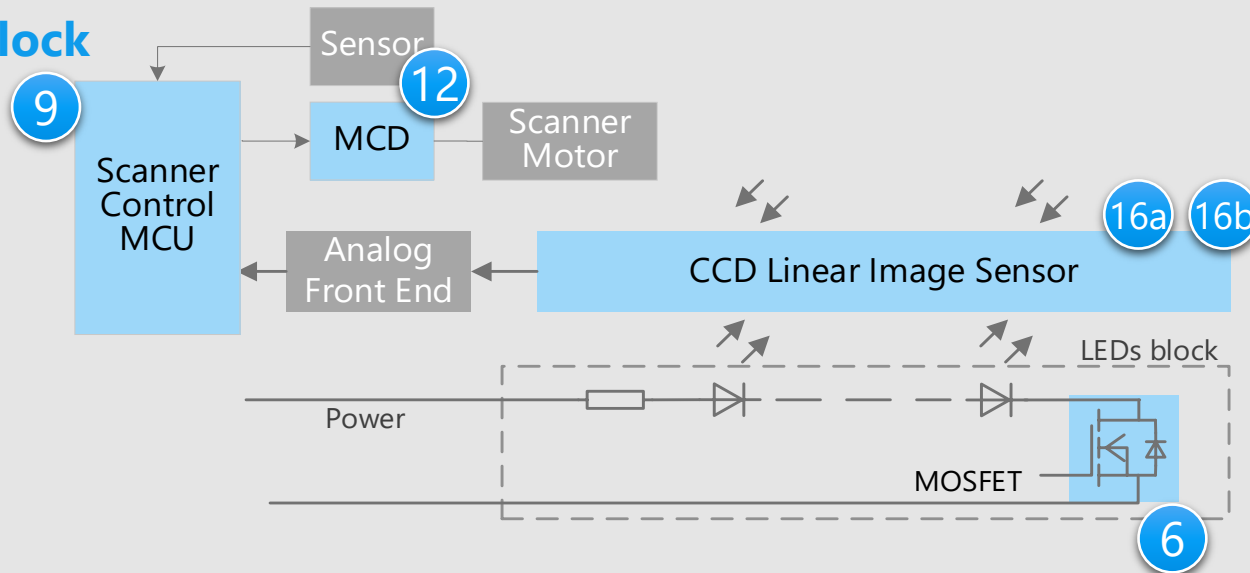 lock
Sensor
9
12
MCD
Scanner
Motor
Scanner
Control
MCU
16a
16b
Analog
Front End
CCD Linear Image Sensor
LEDs block
Power
MOSFET
6